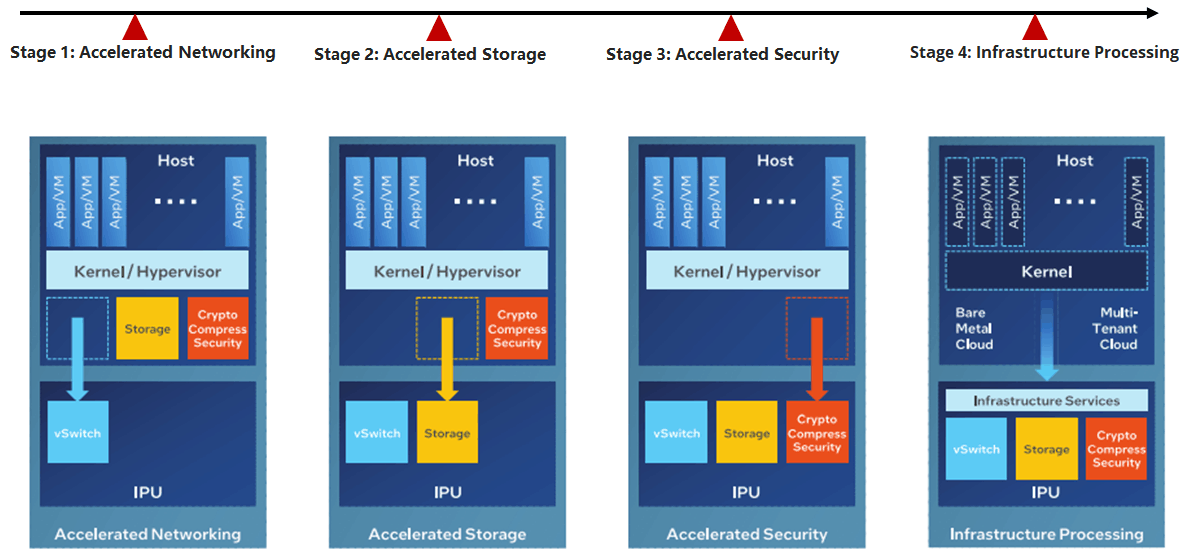 Stage 1: Accelerated Networking
Stage 2: Accelerated Storage
Stage 3: Accelerated Security
Stage 4: Infrastructure Processing
Host
App/VM
App/VM
App/VM
App/VM
Kernel / Hypervisor
Storage
Crypto
Compress
Security
vSwitch
IPU
Accelerated Networking
Host
App/VM
App/VM
App/VM
App/VM
Kernel / Hypervisor
Crypto
Compress
Security
vSwitch
Storage
IPU
Accelerated Storage
Host
App/VM
App/VM
App/VM
App/VM
Kernel / Hypervisor
vSwitch
Storage
Crypto
Compress
Security
IPU
Accelerated Security
Host
App/VM
App/VM
App/VM
App/VM
Kernel
Bare
Metal
Cloud
Multi-
Tenant
Cloud
Infrastructure Services
vSwitch
Storage
Crypto
Compress
Security
IPU
Infrastructure Processing